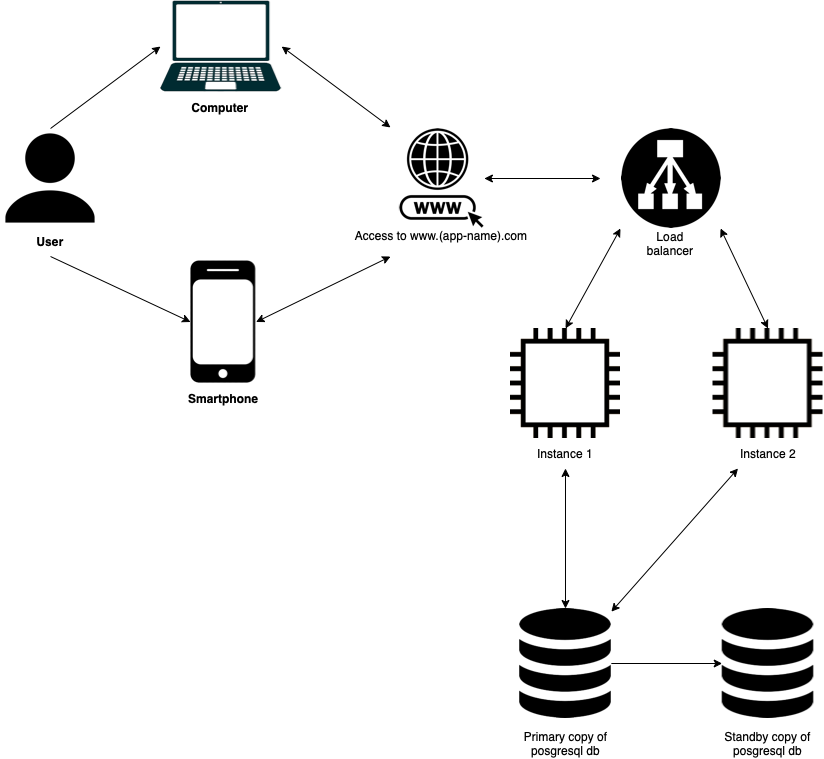 Computer
User
WWW
Access to www.(app-name).com
Load
balancer
Smartphone
Instance 1
Instance 2
Primary copy of
posgresql db
Standby copy of
posgresql db